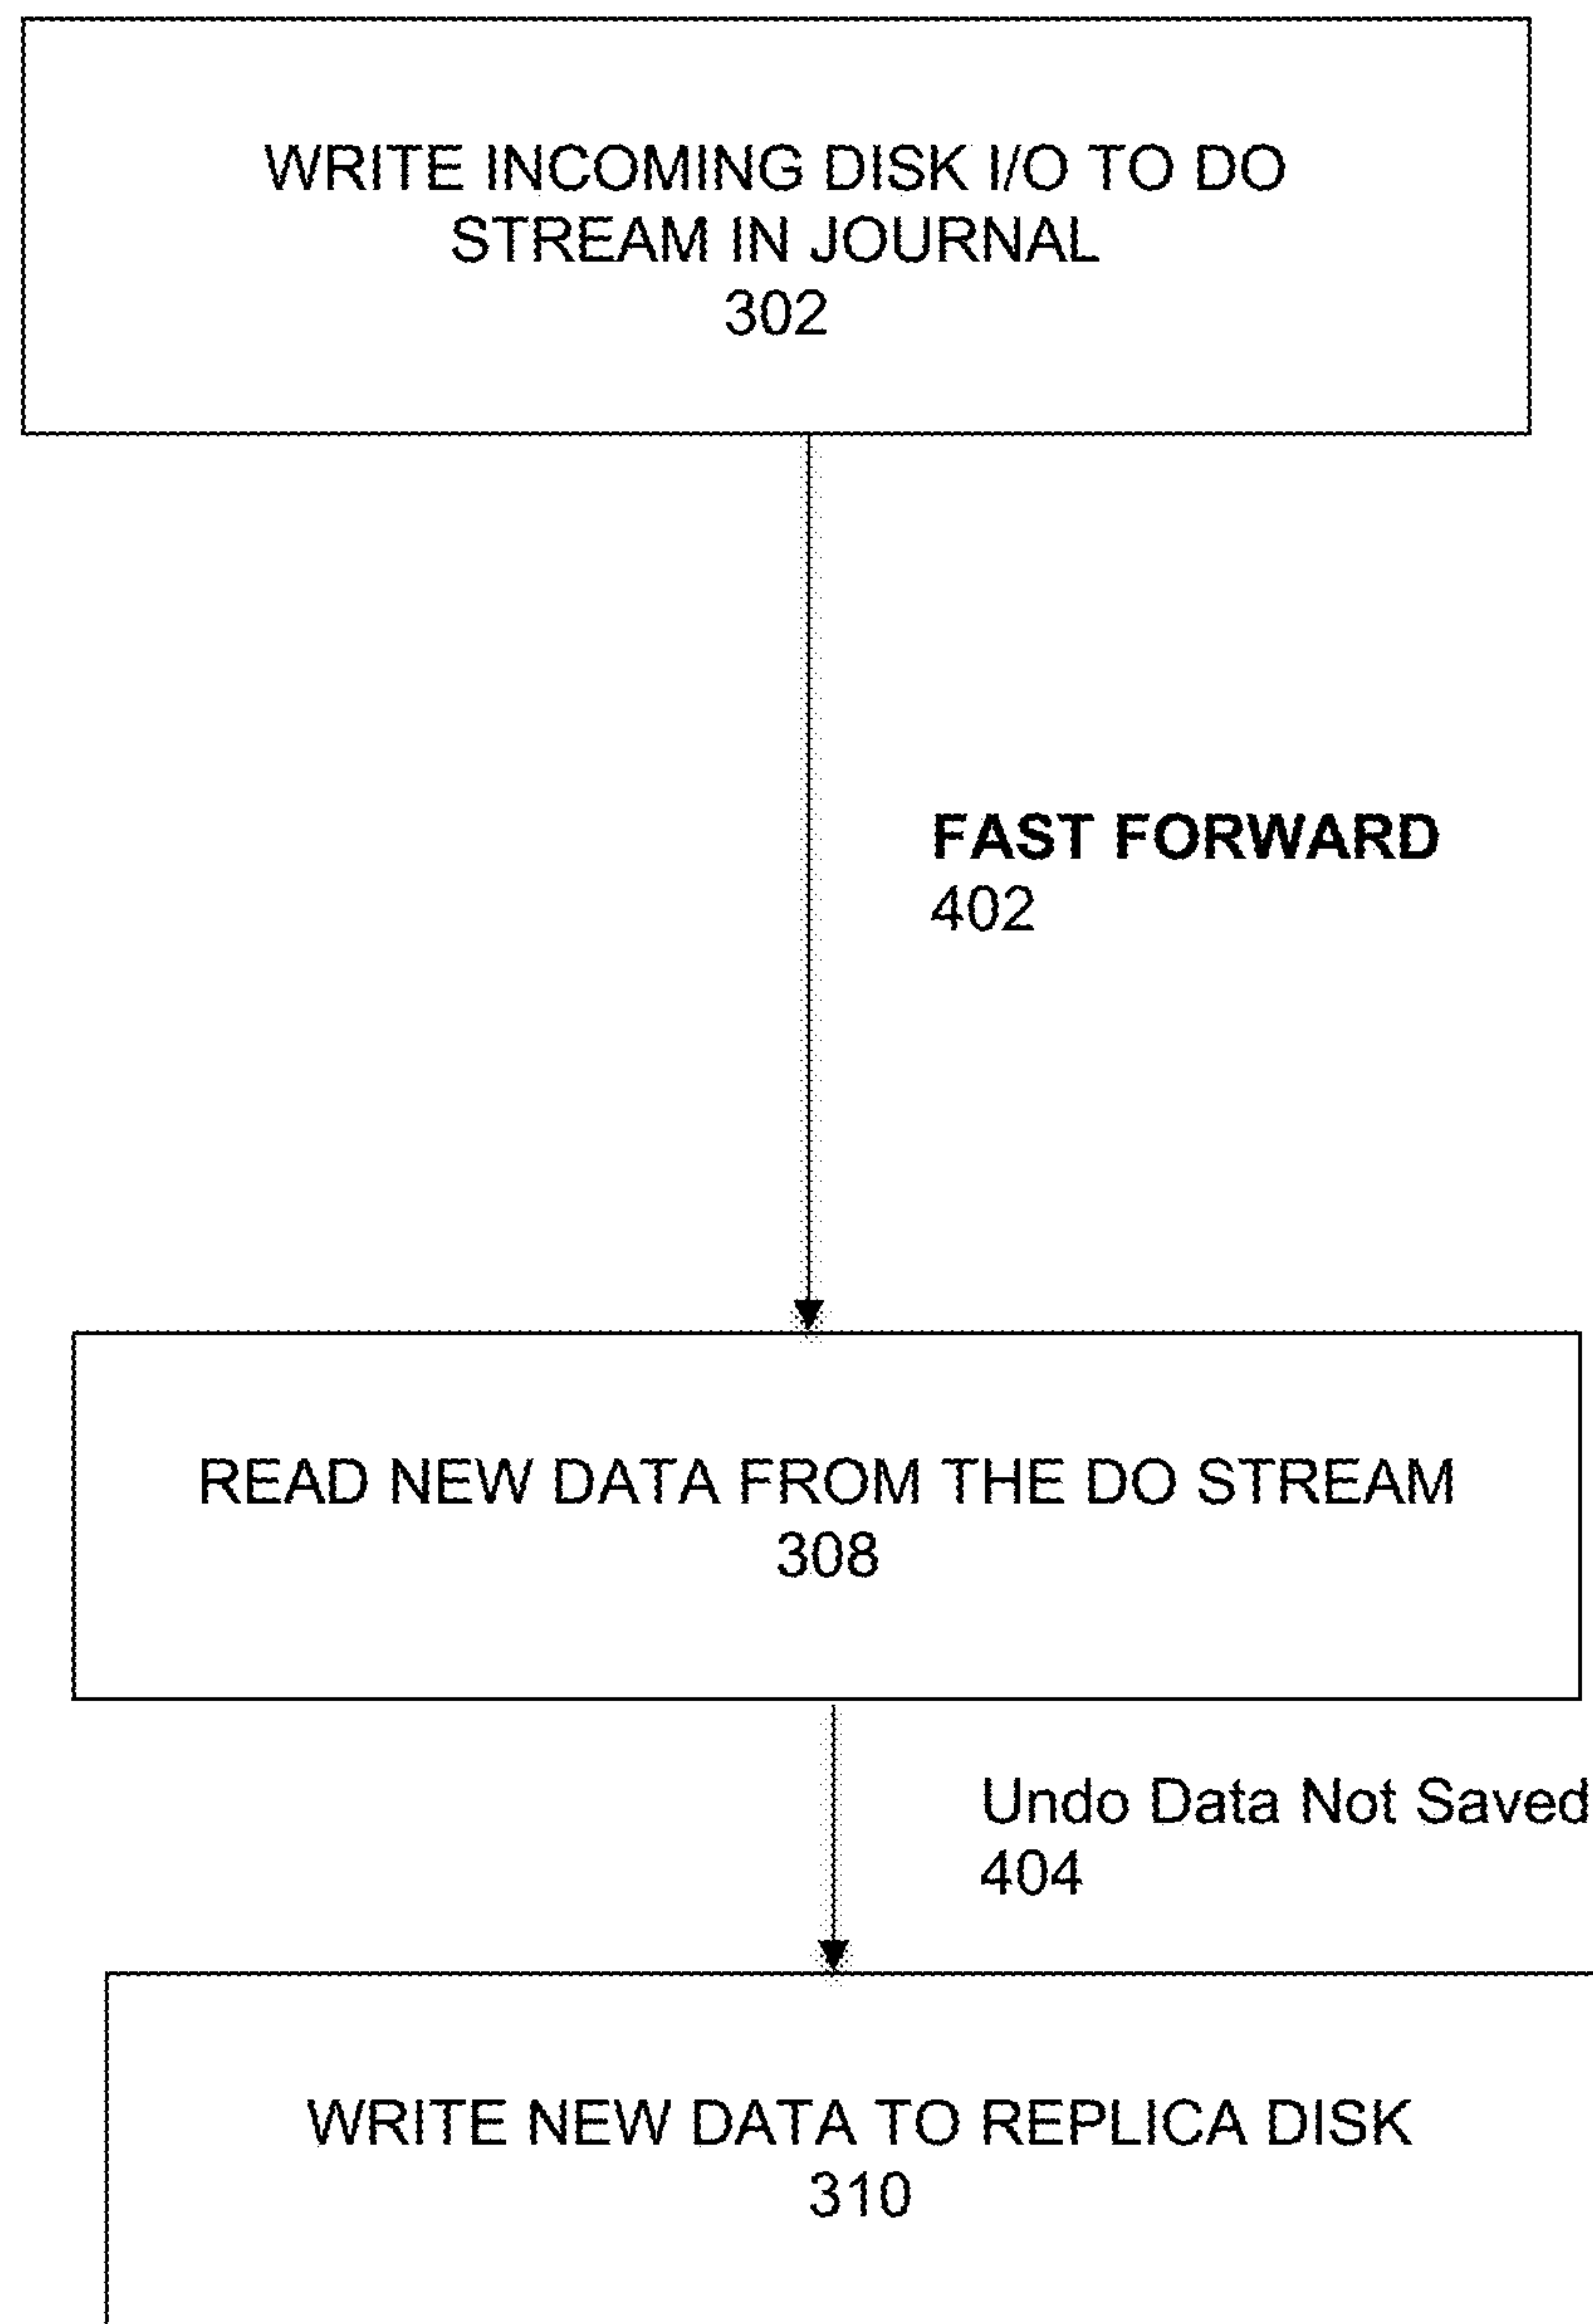 WRITE INCOMING DISK I/O TO DO
STREAM IN JOURNAL
302
FAST FORWARD
402
READ NEW DATA FROM THE DO STREAM
308
Undo Data Not Saved
404
WRITE NEW DATA TO REPLICA DISK
310